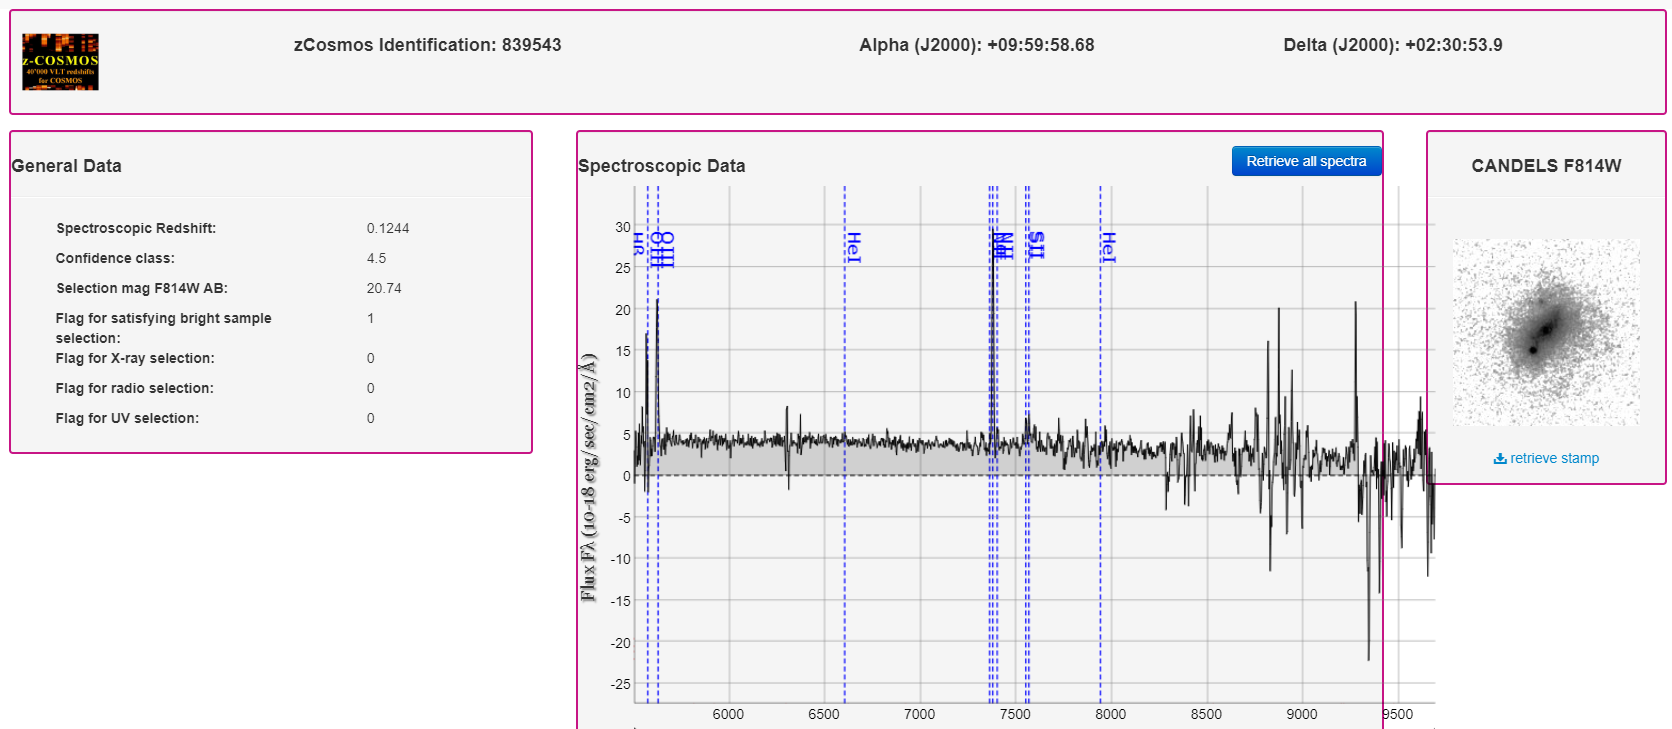 z-COSMOS
40'000 VLT redshifts
for COSMOS
zCosmos Identification: 839543
Alpha (J2000): +09:59:58.68
Delta (J2000): +02:30:53.9
General Data
Spectroscopic Redshift: 0.1244
Confidence class: 4.5
Selection mag F814W AB: 20.74
Flag for satisfying bright sample 1
selection:
Flag for X-ray selection: 0
Flag for radio selection: 0
Flag for UV selection: 0
Spectroscopic Data
Retrieve all spectra
OIII
HeI
NII
SII
HeI
30
25
20
15
10
5
0
-5
-10
-15
-20
-25
Flux Fλ (10-18 erg/sec/cm2/Å)
6000 6500 7000 7500 8000 8500 9000 9500
CANDELS F814W
retrieve stamp